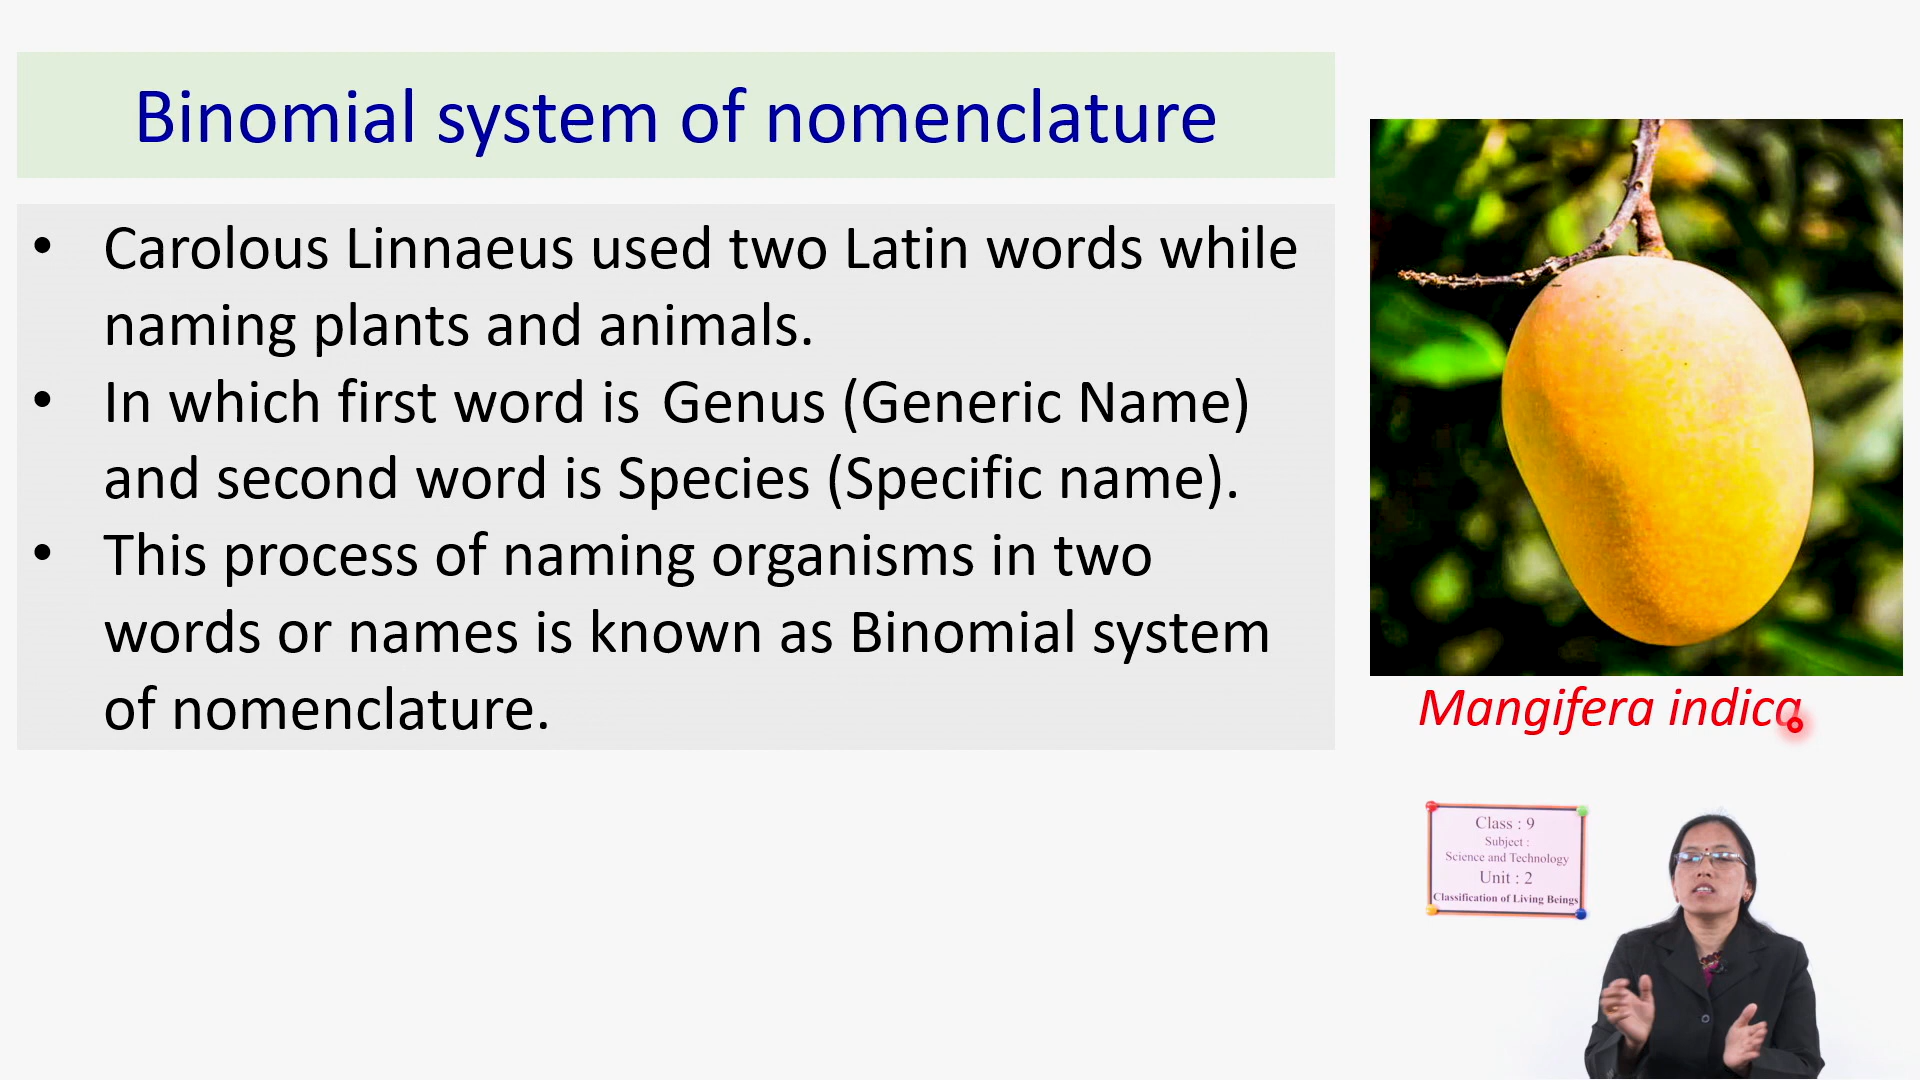 Binomial system of nomenclature
• Carolous Linnaeus used two Latin words while
naming plants and animals.
• In which first word is Genus (Generic Name)
and second word is Species (Specific name).
• This process of naming organisms in two
words or names is known as Binomial system
of nomenclature.
Mangifera indica
Class : 9
Subject :
Science and Technology
Unit : 2
Classification of Living Beings